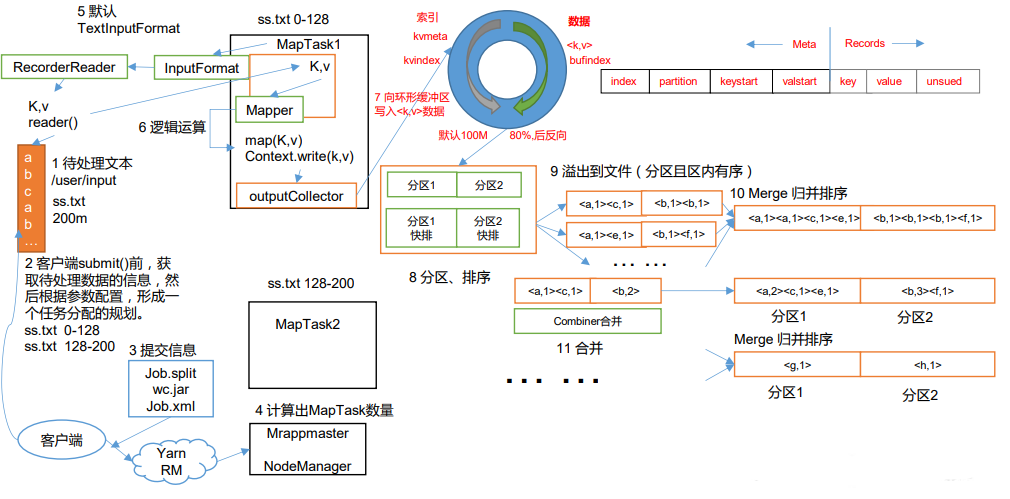 5 默认
TextInputFormat
RecorderReader
InputFormat
K,v
reader()
ss.txt 0-128
MapTask1
K,v
Mapper
6 逻辑运算
map(K,v)
Context.write(k,v)
outputCollector
a
b
c
a
b
...
1 待处理文本
/user/input
ss.txt
200m
2 客户端submit()前，获
取待处理数据的信息，然
后根据参数配置，形成一
个任务分配的规划。
ss.txt 0-128
ss.txt 128-200
3 提交信息
Job.split
wc.jar
Job.xml
客户端
Yarn
RM
ss.txt 128-200
MapTask2
4 计算出MapTask数量
Mrappmaster
NodeManager
索引
kvmeta
kvindex
数据
<k,v>
bufindex
7 向环形缓冲区
写入<k,v>数据
默认100M
80%,后反向
Meta
Records
index partition keystart valstart key value unsued
分区1 分区2
分区1 分区2
快排 快排
8 分区、排序
9 溢出到文件（分区且区内有序）
<a,1><c,1> <b,1><b,1>
<a,1><e,1> <b,1><f,1>
... ...
10 Merge 归并排序
<a,1><a,1><c,1><e,1> <b,1><b,1><b,1><f,1>
<a,1><c,1> <b,2>
Combiner合并
11 合并
... ...
<a,2><c,1><e,1> <b,3><f,1>
分区1 分区2
Merge 归并排序
<g,1> <h,1>
分区1 分区2